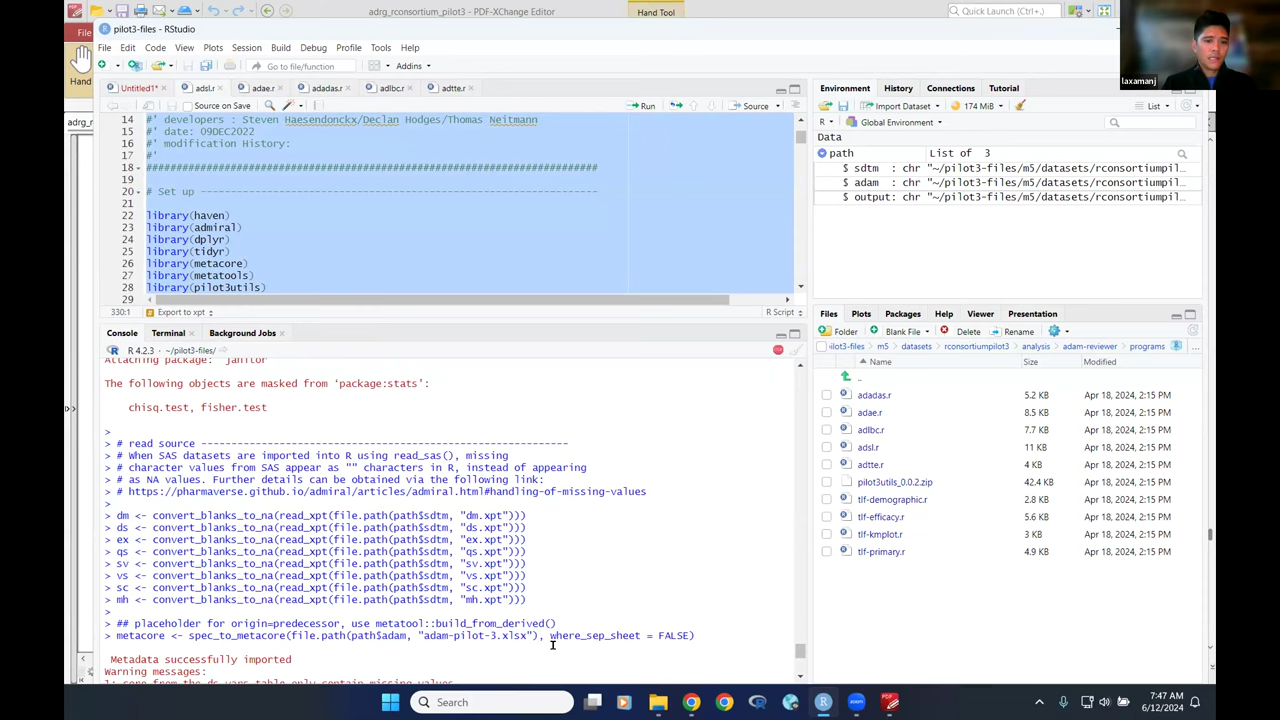 adrg_rconsortium_pilot3 - PDF-XChange Editor
Hand Tool
Quick Launch (Ctrl+.)
File
Hand
laxamanj
pilot3-files - RStudio
File Edit Code View Plots Session Build Debug Profile Tools Help
Go to file/function
Addins
Untitled1* adsl.r adae.r adadas.r adlbc.r adtte.r
Source on Save
Run
Source
14 #' developers : Steven Haesendonckx/Declan Hodges/Thomas Neitmann
15 #' date: 09DEC2022
16 #' modification History:
17 #'
18 ###########################################################################
19
20 # Set up ------------------------------------------------------------------
21
22 library(haven)
23 library(admiral)
24 library(dplyr)
25 library(tidyr)
26 library(metacore)
27 library(metatools)
28 library(pilot3utils)
29
330:1 Export to xpt
R Script
Console Terminal Background Jobs
R 4.2.3 · ~/pilot3-files/
Attaching package: 'janitor'
The following objects are masked from 'package:stats':
chisq.test, fisher.test
>
> # read source -------------------------------------------------------------
> # When SAS datasets are imported into R using read_sas(), missing
> # character values from SAS appear as "" characters in R, instead of appearing
> # as NA values. Further details can be obtained via the following link:
> # https://pharmaverse.github.io/admiral/articles/admiral.html#handling-of-missing-values
>
> dm <- convert_blanks_to_na(read_xpt(file.path(path$sdtm, "dm.xpt")))
> ds <- convert_blanks_to_na(read_xpt(file.path(path$sdtm, "ds.xpt")))
> ex <- convert_blanks_to_na(read_xpt(file.path(path$sdtm, "ex.xpt")))
> qs <- convert_blanks_to_na(read_xpt(file.path(path$sdtm, "qs.xpt")))
> sv <- convert_blanks_to_na(read_xpt(file.path(path$sdtm, "sv.xpt")))
> vs <- convert_blanks_to_na(read_xpt(file.path(path$sdtm, "vs.xpt")))
> sc <- convert_blanks_to_na(read_xpt(file.path(path$sdtm, "sc.xpt")))
> mh <- convert_blanks_to_na(read_xpt(file.path(path$sdtm, "mh.xpt")))
>
> ## placeholder for origin=predecessor, use metatool::build_from_derived()
> metacore <- spec_to_metacore(file.path(path$adam, "adam-pilot-3.xlsx"), where_sep_sheet = FALSE)
Metadata successfully imported
Warning messages:
1: core from the ds_vars table only contain missing values.
Environment History Connections Tutorial
Import Dataset 174 MiB List
R Global Environment
Data
path List of 3
$ sdtm : chr "~/pilot3-files/m5/datasets/rconsortiumpil…
$ adam : chr "~/pilot3-files/m5/datasets/rconsortiumpil…
$ output: chr "~/pilot3-files/m5/datasets/rconsortiumpil…
Files Plots Packages Help Viewer Presentation
Folder Blank File Delete Rename
ilot3-files m5 datasets rconsortiumpilot3 analysis adam-reviewer programs ...
Name Size Modified
..
adadas.r 5.2 KB Apr 18, 2024, 2:15 PM
adae.r 8.5 KB Apr 18, 2024, 2:15 PM
adlbc.r 7.7 KB Apr 18, 2024, 2:15 PM
adsl.r 11 KB Apr 18, 2024, 2:15 PM
adtte.r 4 KB Apr 18, 2024, 2:15 PM
pilot3utils_0.0.2.zip 42.4 KB Apr 18, 2024, 2:15 PM
tlf-demographic.r 2.8 KB Apr 18, 2024, 2:15 PM
tlf-efficacy.r 5.6 KB Apr 18, 2024, 2:15 PM
tlf-kmplot.r 3 KB Apr 18, 2024, 2:15 PM
tlf-primary.r 4.9 KB Apr 18, 2024, 2:15 PM
Search
7:47 AM
6/12/2024